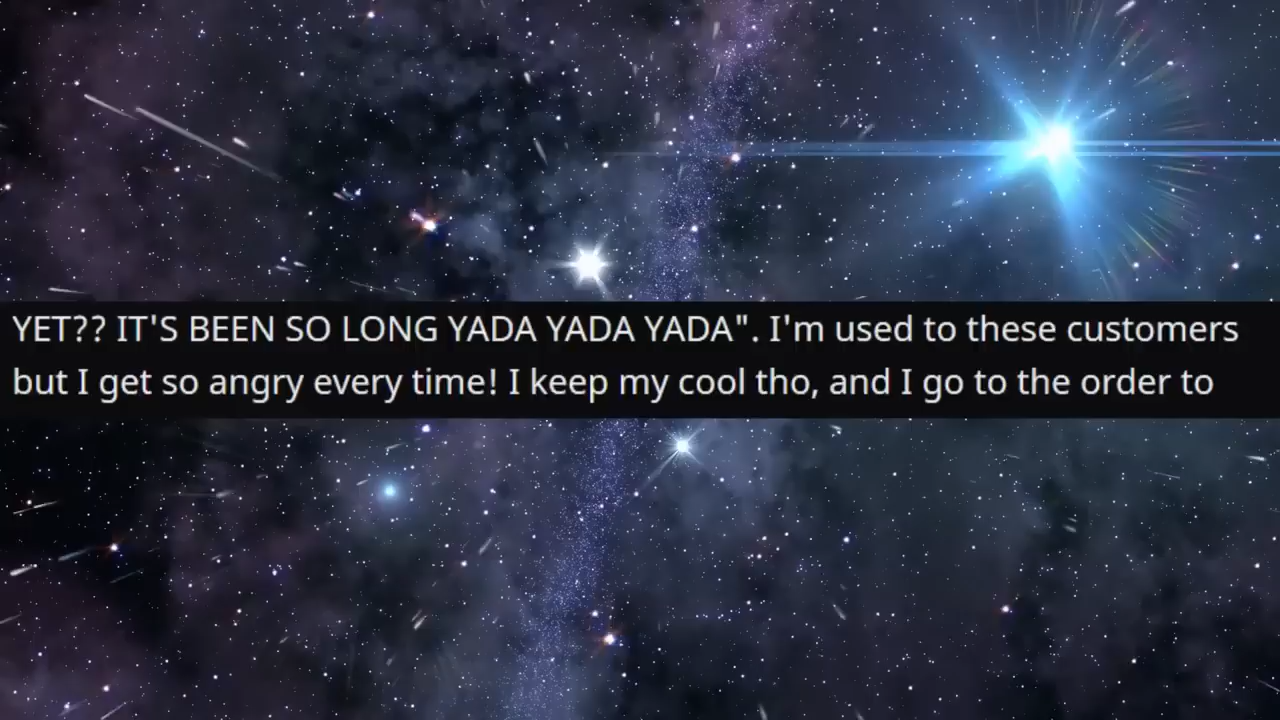 YET?? IT'S BEEN SO LONG YADA YADA YADA". I'm used to these customers
but I get so angry every time! I keep my cool tho, and I go to the order to